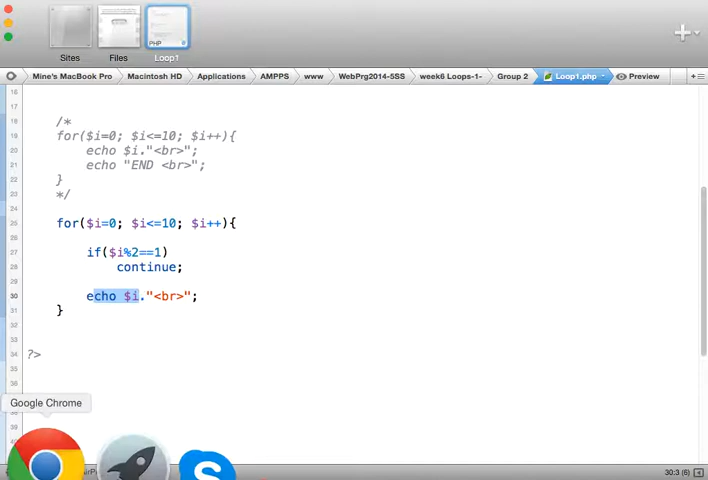 Sites
Files
PHP
Loop1
Mine's MacBook Pro
Macintosh HD
Applications
AMPPS
www
WebPrg2014-5SS
week6 Loops-1-
Group 2
Loop1.php
Preview
16
17
18 /*
19 for($i=0; $i<=10; $i++){
20 echo $i."<br>";
21 echo "END <br>";
22 }
23 */
24
25 for($i=0; $i<=10; $i++){
26
27 if($i%2==1)
28 continue;
29
30 echo $i."<br>";
31 }
32
33
34 ?>
35
36
Google Chrome
39
S
30:3 (6)